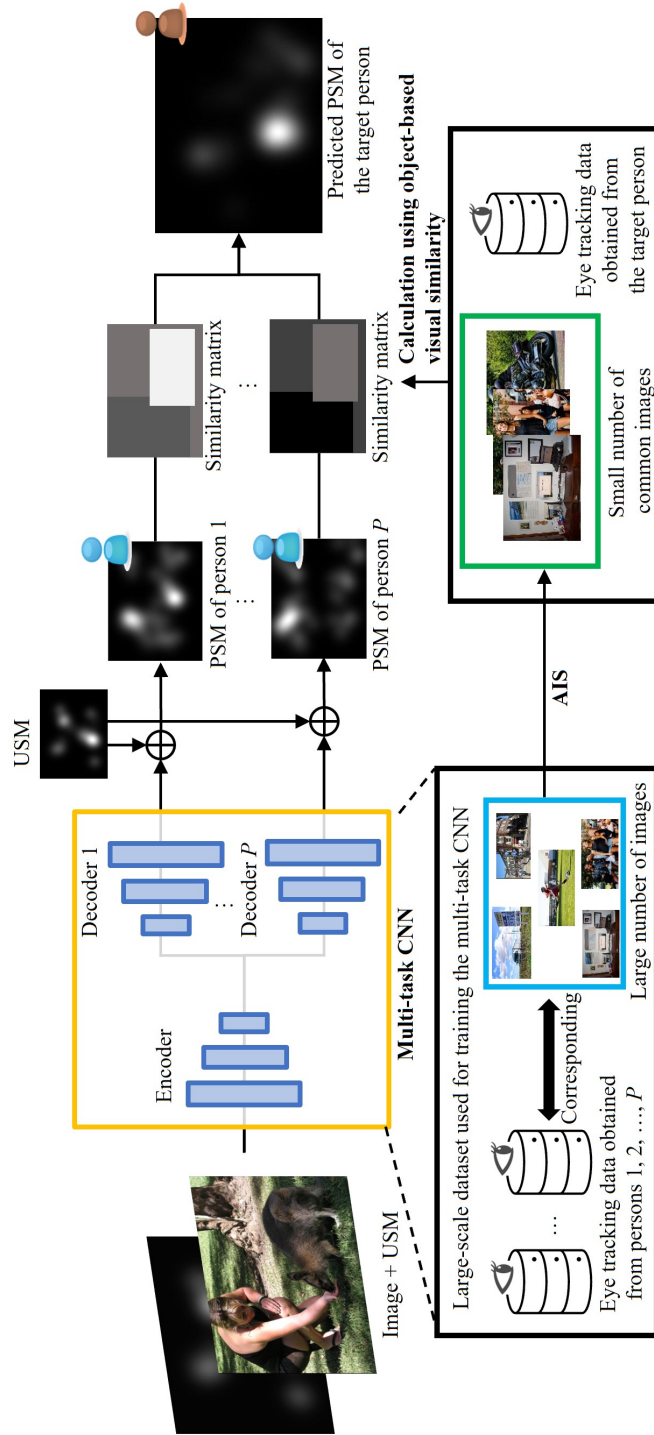 Image + USM
Encoder
Decoder 1
...
Decoder P
Multi-task CNN
USM
PSM of person 1
...
PSM of person P
Similarity matrix
...
Similarity matrix
Predicted PSM of
the target person
Calculation using object-based
visual similarity
Large-scale dataset used for training the multi-task CNN
...
Eye tracking data obtained
from persons 1, 2, …, P
Corresponding
Large number of images
AIS
Small number of
common images
Eye tracking data
obtained from
the target person